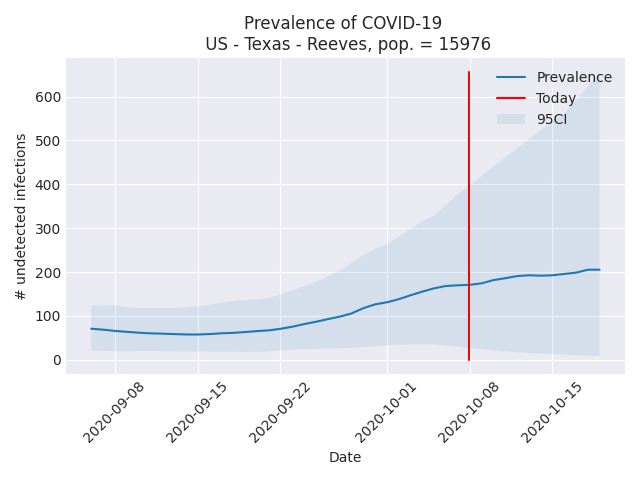 Prevalence of COVID-19
US - Texas - Reeves, pop. = 15976
# undetected infections
600
500
400
300
200
100
0
Prevalence
Today
95CI
2020-09-08
2020-09-15
2020-09-22
2020-10-01
2020-10-08
2020-10-15
Date